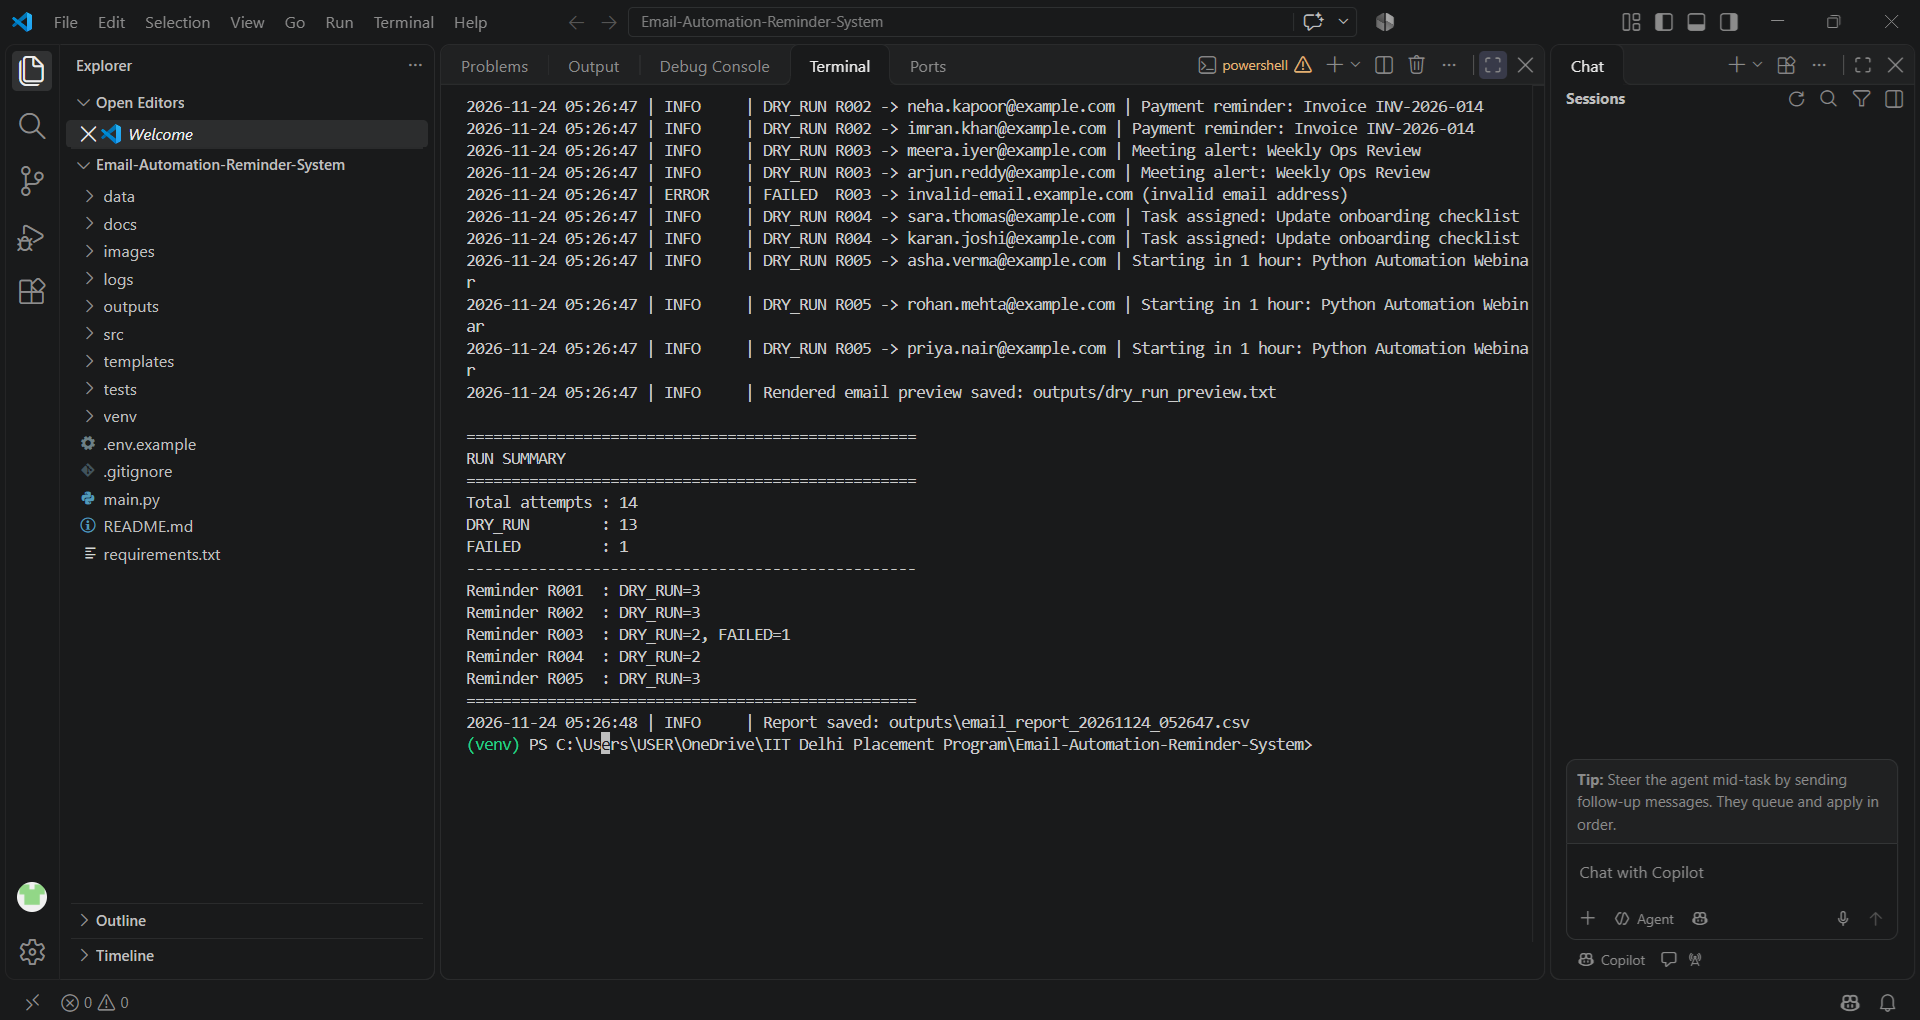 File Edit Selection View Go Run Terminal Help
Email-Automation-Reminder-System
Explorer
Open Editors
Welcome
Email-Automation-Reminder-System
data
docs
images
logs
outputs
src
templates
tests
venv
.env.example
.gitignore
main.py
README.md
requirements.txt
Outline
Timeline
0 0
Problems Output Debug Console Terminal Ports
powershell
2026-11-24 05:26:47 | INFO     | DRY_RUN R002 -> neha.kapoor@example.com | Payment reminder: Invoice INV-2026-014
2026-11-24 05:26:47 | INFO     | DRY_RUN R002 -> imran.khan@example.com | Payment reminder: Invoice INV-2026-014
2026-11-24 05:26:47 | INFO     | DRY_RUN R003 -> meera.iyer@example.com | Meeting alert: Weekly Ops Review
2026-11-24 05:26:47 | INFO     | DRY_RUN R003 -> arjun.reddy@example.com | Meeting alert: Weekly Ops Review
2026-11-24 05:26:47 | ERROR    | FAILED  R003 -> invalid-email.example.com (invalid email address)
2026-11-24 05:26:47 | INFO     | DRY_RUN R004 -> sara.thomas@example.com | Task assigned: Update onboarding checklist
2026-11-24 05:26:47 | INFO     | DRY_RUN R004 -> karan.joshi@example.com | Task assigned: Update onboarding checklist
2026-11-24 05:26:47 | INFO     | DRY_RUN R005 -> asha.verma@example.com | Starting in 1 hour: Python Automation Webina
r
2026-11-24 05:26:47 | INFO     | DRY_RUN R005 -> rohan.mehta@example.com | Starting in 1 hour: Python Automation Webin
ar
2026-11-24 05:26:47 | INFO     | DRY_RUN R005 -> priya.nair@example.com | Starting in 1 hour: Python Automation Webina
r
2026-11-24 05:26:47 | INFO     | Rendered email preview saved: outputs/dry_run_preview.txt
==================================================
RUN SUMMARY
==================================================
Total attempts : 14
DRY_RUN        : 13
FAILED         : 1
--------------------------------------------------
Reminder R001  : DRY_RUN=3
Reminder R002  : DRY_RUN=3
Reminder R003  : DRY_RUN=2, FAILED=1
Reminder R004  : DRY_RUN=2
Reminder R005  : DRY_RUN=3
==================================================
2026-11-24 05:26:48 | INFO     | Report saved: outputs\email_report_20261124_052647.csv
(venv) PS C:\Users\USER\OneDrive\IIT Delhi Placement Program\Email-Automation-Reminder-System>
Chat
Sessions
Tip: Steer the agent mid-task by sending
follow-up messages. They queue and apply in
order.
Chat with Copilot
Agent
Copilot